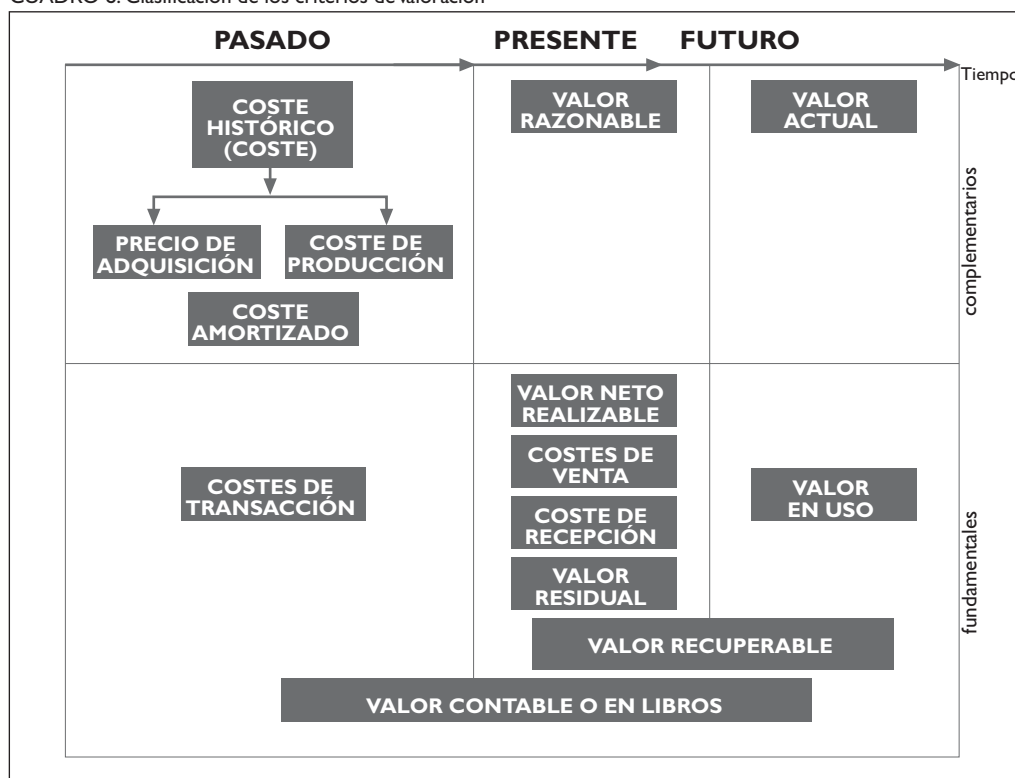 CUADRO 6. Clasificación de los criterios de valoración
PASADO
PRESENTE
FUTURO
Tiempo
COSTE
HISTÓRICO
(COSTE)
VALOR
RAZONABLE
VALOR
ACTUAL
PRECIO DE
ADQUISICIÓN
COSTE DE
PRODUCCIÓN
COSTE
AMORTIZADO
complementarios
COSTES DE
TRANSACCIÓN
VALOR NETO
REALIZABLE
COSTES DE
VENTA
COSTE DE
RECEPCIÓN
VALOR
RESIDUAL
VALOR
EN USO
VALOR RECUPERABLE
VALOR CONTABLE O EN LIBROS
fundamentales